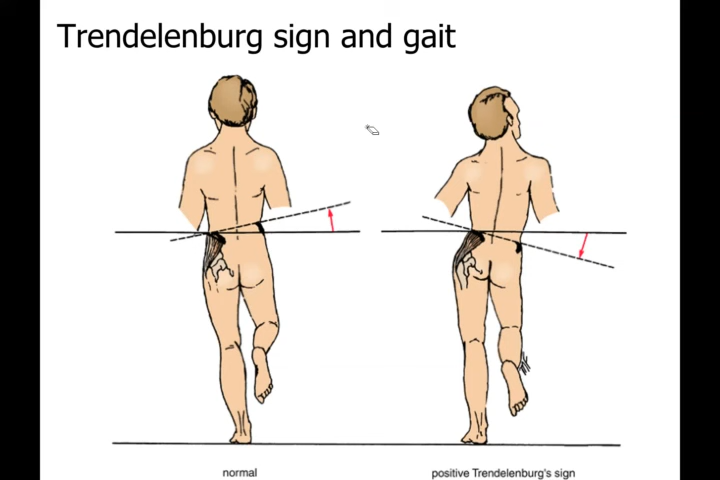 Trendelenburg sign and gait
normal
positive Trendelenburg's sign